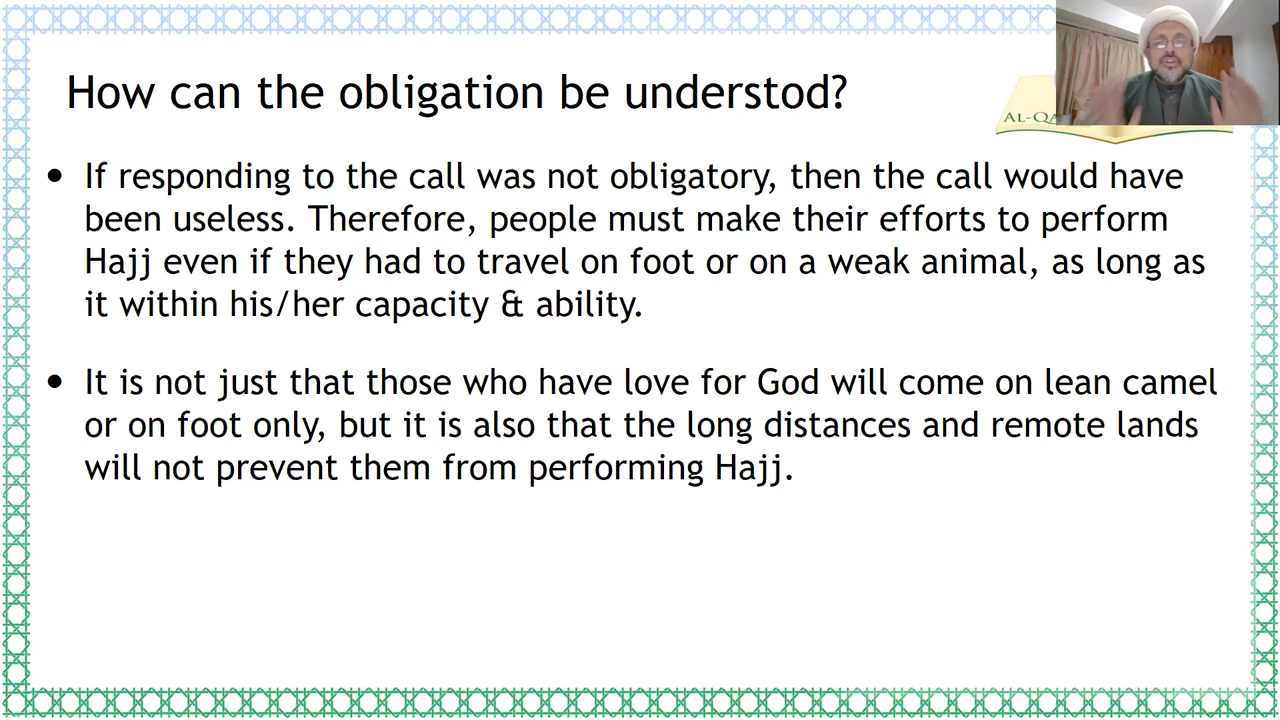 How can the obligation be understod?
AL-QA
• If responding to the call was not obligatory, then the call would have
been useless. Therefore, people must make their efforts to perform
Hajj even if they had to travel on foot or on a weak animal, as long as
it within his/her capacity & ability.
• It is not just that those who have love for God will come on lean camel
or on foot only, but it is also that the long distances and remote lands
will not prevent them from performing Hajj.